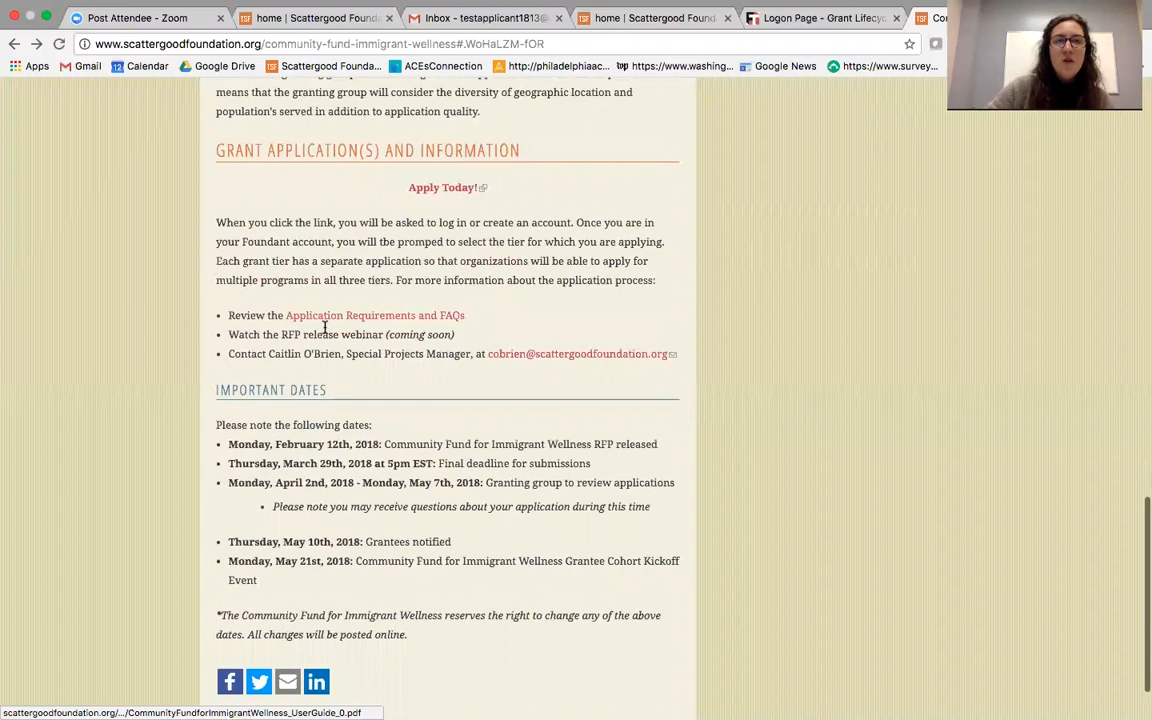 Post Attendee - Zoom
home | Scattergood Found
Inbox - testapplicant1813@
home | Scattergood Found
Logon Page - Grant Lifecyc
www.scattergoodfoundation.org/community-fund-immigrant-wellness#.WoHaLZM-fOR
Apps Gmail Calendar Google Drive Scattergood Founda... ACEsConnection http://philadelphiaac... https://www.washing... Google News https://www.survey...
means that the granting group will consider the diversity of geographic location and
population's served in addition to application quality.
GRANT APPLICATION(S) AND INFORMATION
Apply Today!
When you click the link, you will be asked to log in or create an account. Once you are in
your Foundant account, you will the promped to select the tier for which you are applying.
Each grant tier has a separate application so that organizations will be able to apply for
multiple programs in all three tiers. For more information about the application process:
• Review the Application Requirements and FAQs
• Watch the RFP release webinar (coming soon)
• Contact Caitlin O'Brien, Special Projects Manager, at cobrien@scattergoodfoundation.org
IMPORTANT DATES
Please note the following dates:
• Monday, February 12th, 2018: Community Fund for Immigrant Wellness RFP released
• Thursday, March 29th, 2018 at 5pm EST: Final deadline for submissions
• Monday, April 2nd, 2018 - Monday, May 7th, 2018: Granting group to review applications
• Please note you may receive questions about your application during this time
• Thursday, May 10th, 2018: Grantees notified
• Monday, May 21st, 2018: Community Fund for Immigrant Wellness Grantee Cohort Kickoff
Event
*The Community Fund for Immigrant Wellness reserves the right to change any of the above
dates. All changes will be posted online.
scattergoodfoundation.org/.../CommunityFundforImmigrantWellness_UserGuide_0.pdf